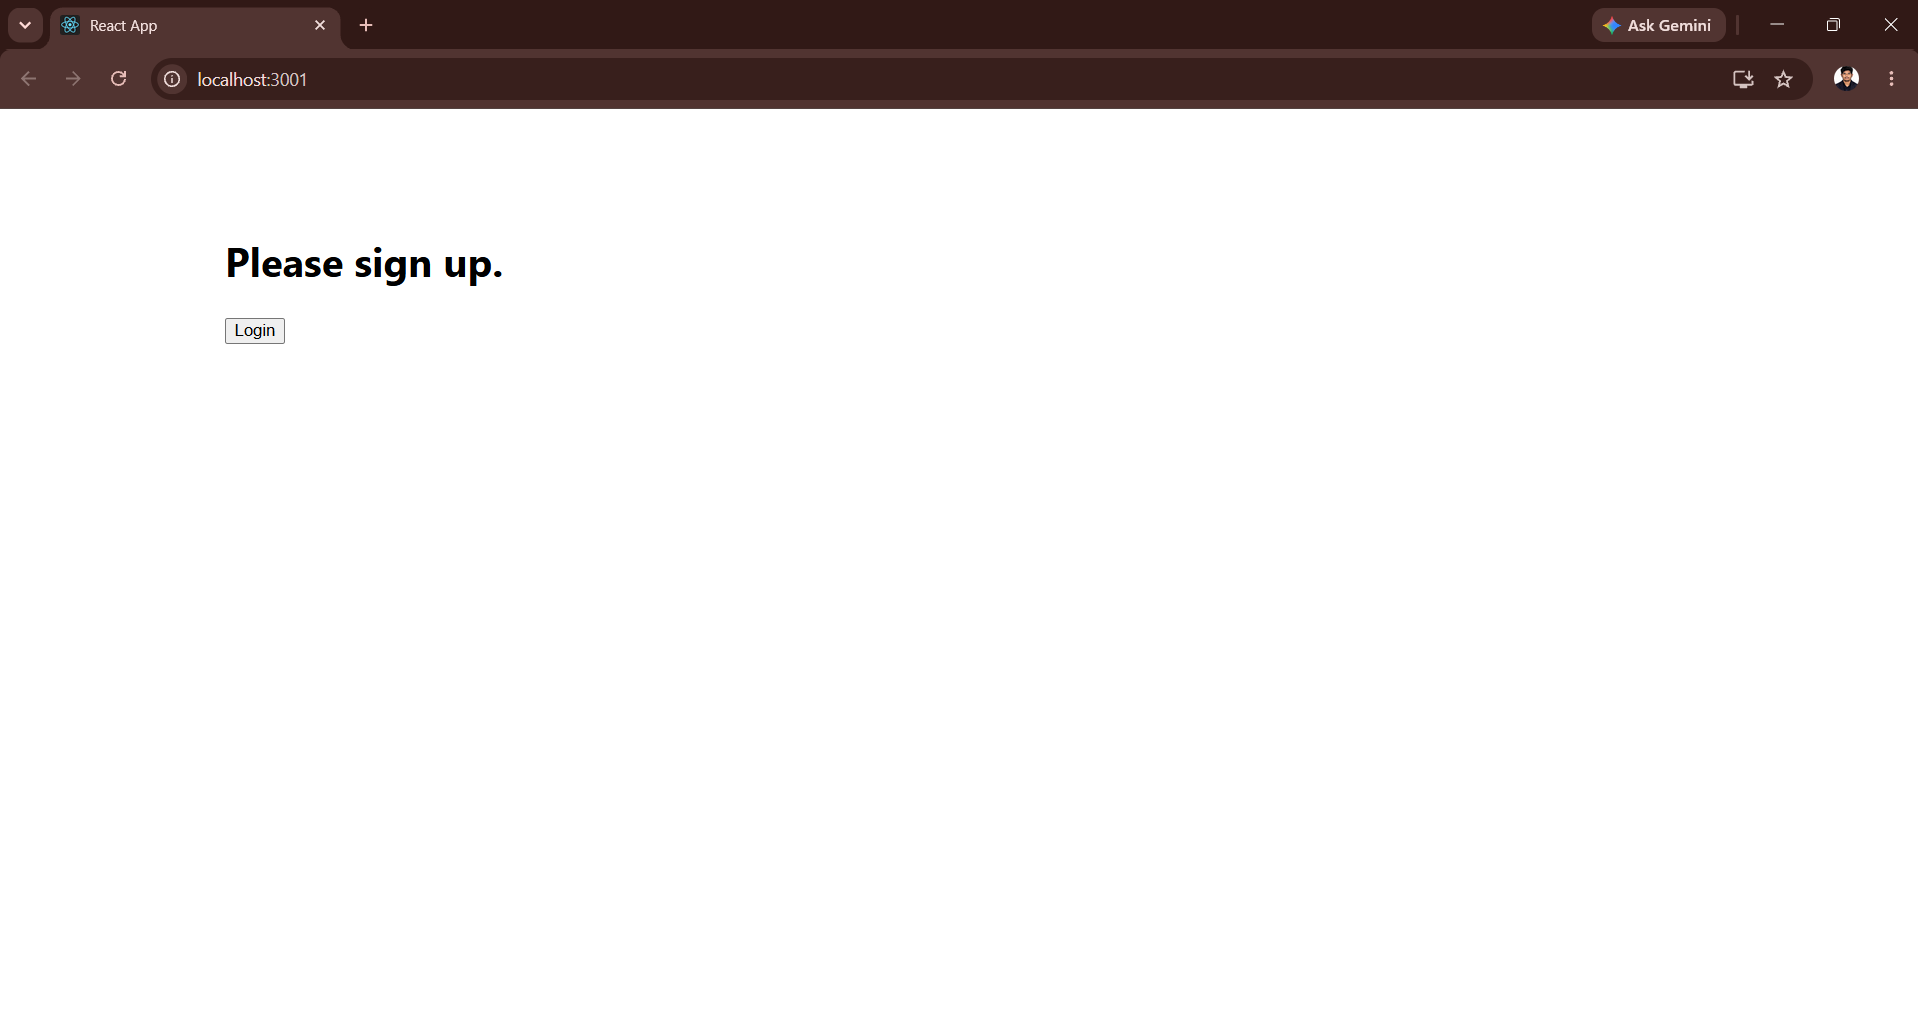 React App
Ask Gemini
localhost:3001
Please sign up.
Login